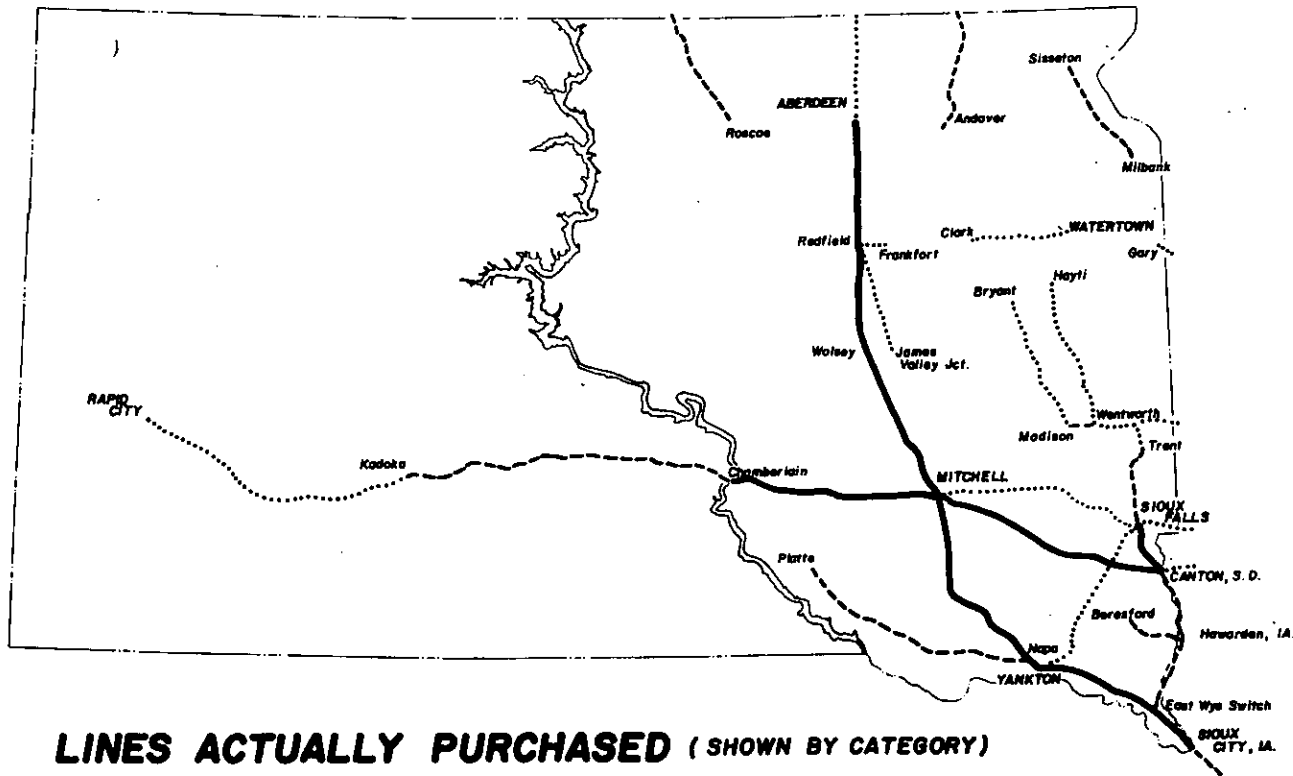 Sisseton
ABERDEEN
Andover
Roscoe
Milbank
Clark
WATERTOWN
Redfield
Frankfort
Gary
Hayti
Bryant
Wolsey
James
Valley Jct.
RAPID
CITY
Wentworth
Madison
Trent
Kadoka
Chamberlain
MITCHELL
SIOUX
FALLS
Platte
CANTON, S.D.
Beresford
Hawarden, IA.
Napa
YANKTON
East Wye Switch
SIOUX
CITY, IA.
LINES ACTUALLY PURCHASED (SHOWN BY CATEGORY)